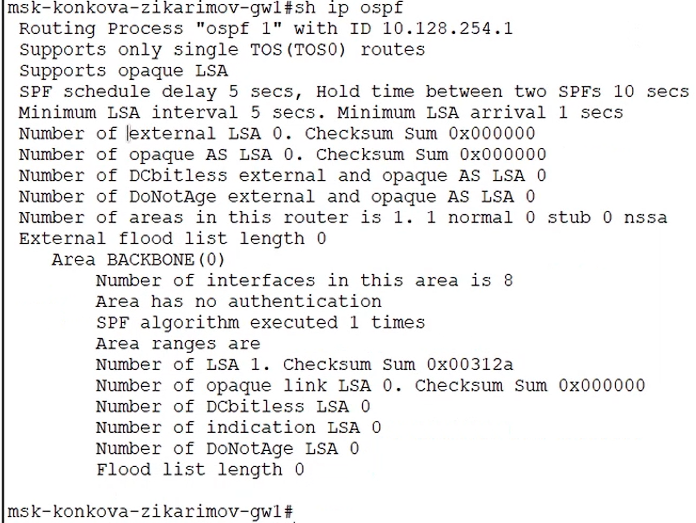 msk-konkova-zikarimov-gw1#sh ip ospf
Routing Process "ospf 1" with ID 10.128.254.1
Supports only single TOS(TOS0) routes
Supports opaque LSA
SPF schedule delay 5 secs, Hold time between two SPFs 10 secs
Minimum LSA interval 5 secs. Minimum LSA arrival 1 secs
Number of external LSA 0. Checksum Sum 0x000000
Number of opaque AS LSA 0. Checksum Sum 0x000000
Number of DCbitless external and opaque AS LSA 0
Number of DoNotAge external and opaque AS LSA 0
Number of areas in this router is 1. 1 normal 0 stub 0 nssa
External flood list length 0
Area BACKBONE(0)
Number of interfaces in this area is 8
Area has no authentication
SPF algorithm executed 1 times
Area ranges are
Number of LSA 1. Checksum Sum 0x00312a
Number of opaque link LSA 0. Checksum Sum 0x000000
Number of DCbitless LSA 0
Number of indication LSA 0
Number of DoNotAge LSA 0
Flood list length 0
msk-konkova-zikarimov-gw1#